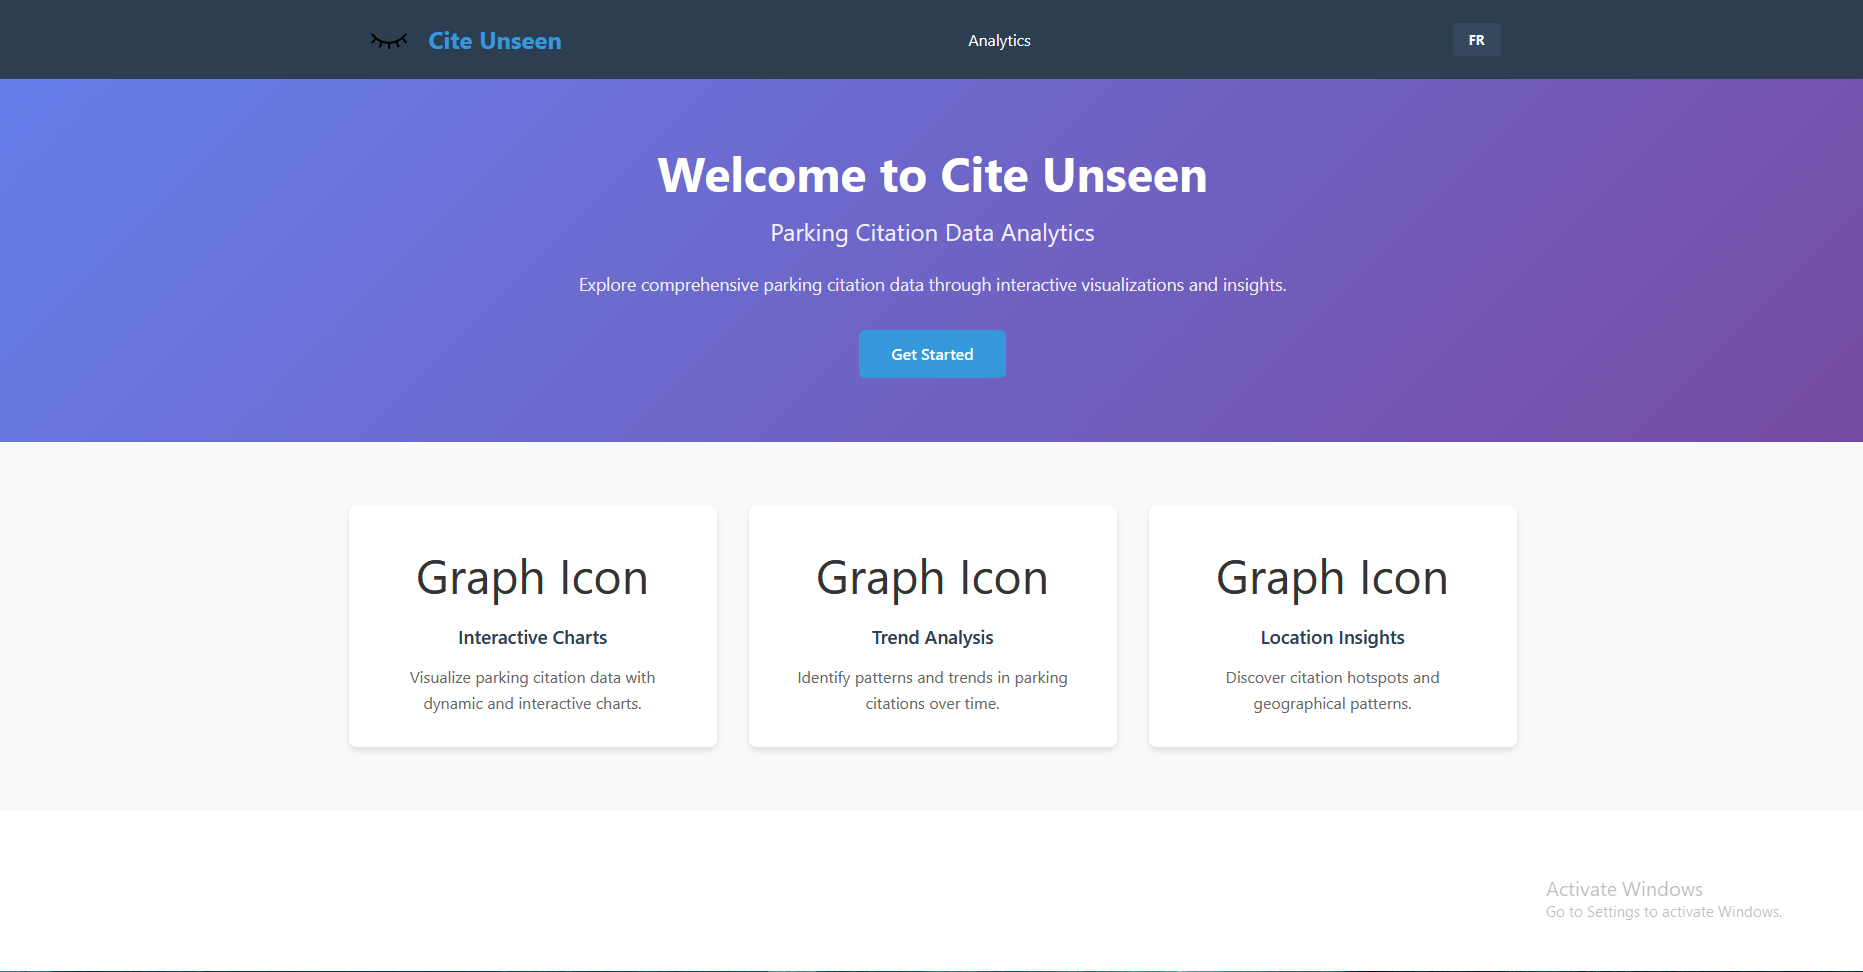 Cite Unseen
Analytics
FR
Welcome to Cite Unseen
Parking Citation Data Analytics
Explore comprehensive parking citation data through interactive visualizations and insights.
Get Started
Graph Icon
Interactive Charts
Visualize parking citation data with
dynamic and interactive charts.
Graph Icon
Trend Analysis
Identify patterns and trends in parking
citations over time.
Graph Icon
Location Insights
Discover citation hotspots and
geographical patterns.
Activate Windows
Go to Settings to activate Windows.